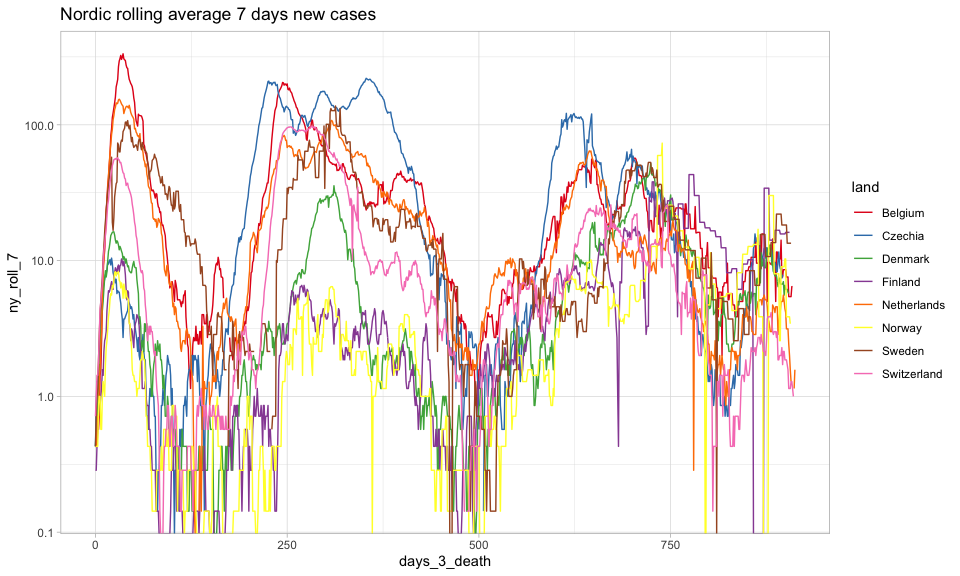 Nordic rolling average 7 days new cases
ny_roll_7
100.0
10.0
1.0
0.1
0 250 500 750
days_3_death
land
Belgium
Czechia
Denmark
Finland
Netherlands
Norway
Sweden
Switzerland